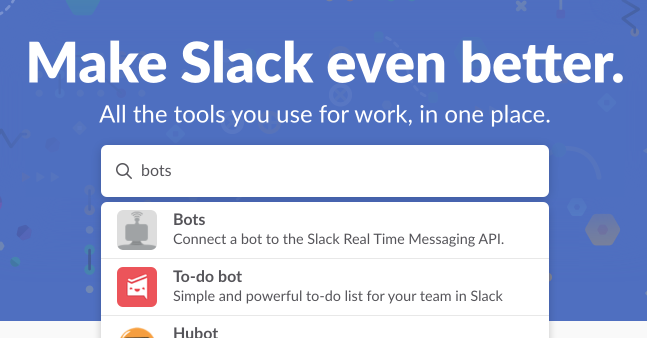 Make Slack even better.
All the tools you use for work, in one place.
bots
Bots
Connect a bot to the Slack Real Time Messaging API.
To-do bot
Simple and powerful to-do list for your team in Slack
Hubot